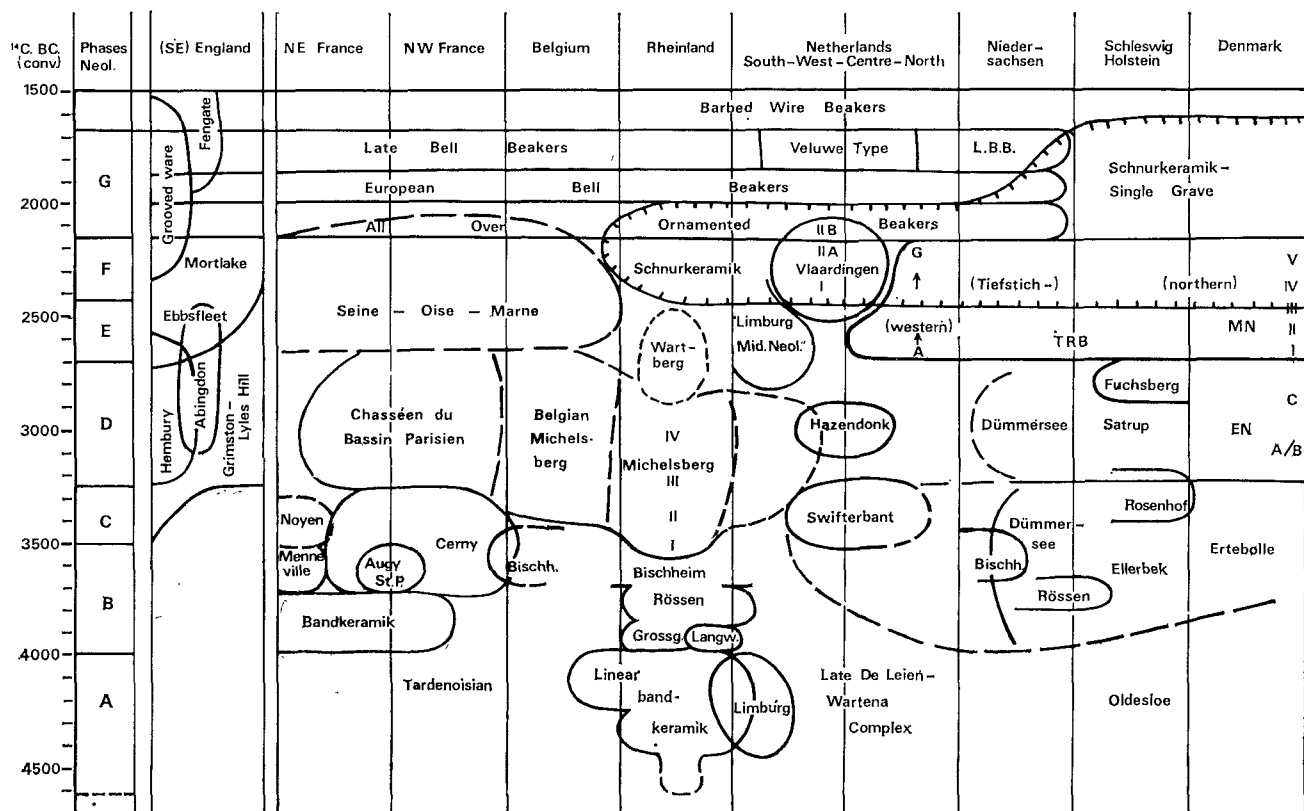 14C. BC. (conv)
Phases Neol.
(SE) England
NE France
NW France
Belgium
Rheinland
Netherlands
South-West-Centre-North
Nieder-
sachsen
Schleswig
Holstein
Denmark
1500
2000
2500
3000
3500
4000
4500
G
F
E
D
C
B
A
Grooved ware
Fengate
Mortlake
Ebbsfleet
Hembury
Abingdon
Grimston-
Lyles Hill
Barbed Wire Beakers
Late Bell Beakers
Veluwe Type
L.B.B.
European Bell Beakers
All Over Ornamented Beakers
Schnurkeramik-
Single Grave
Schnurkeramik
II B
II A
Vlaardingen
I
G
A
(western)
(Tiefstich-)
(northern)
TRB
MN
V
IV
III
II
I
Seine - Oise - Marne
Wart-
berg
"Limburg
Mid. Neol."
Chasséen du
Bassin Parisien
Belgian
Michels-
berg
IV
Michelsberg
III
II
I
Hazendonk
Dümmersee
Fuchsberg
Satrup
EN
C
A/B
Noyen
Menne
ville
Cerny
Augy
St.P.
Bischh.
Bischheim
Swifterbant
Dümmer-
see
Bischh.
Rössen
Rosenhof
Ellerbek
Ertebølle
Bandkeramik
Rössen
Grossg.
Langw.
Tardenoisian
Linear
band-
keramik
Limburg
Late De Leien-
Wartena
Complex
Oldesloe